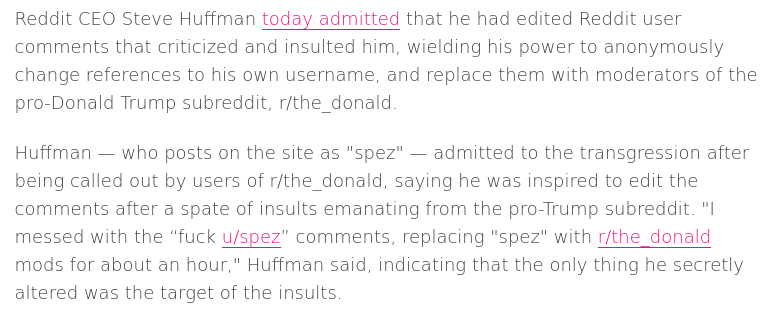 Reddit CEO Steve Huffman today admitted that he had edited Reddit user
comments that criticized and insulted him, wielding his power to anonymously
change references to his own username, and replace them with moderators of the
pro-Donald Trump subreddit, r/the_donald.
Huffman — who posts on the site as "spez" — admitted to the transgression after
being called out by users of r/the_donald, saying he was inspired to edit the
comments after a spate of insults emanating from the pro-Trump subreddit. "I
messed with the “fuck u/spez” comments, replacing "spez" with r/the_donald
mods for about an hour," Huffman said, indicating that the only thing he secretly
altered was the target of the insults.